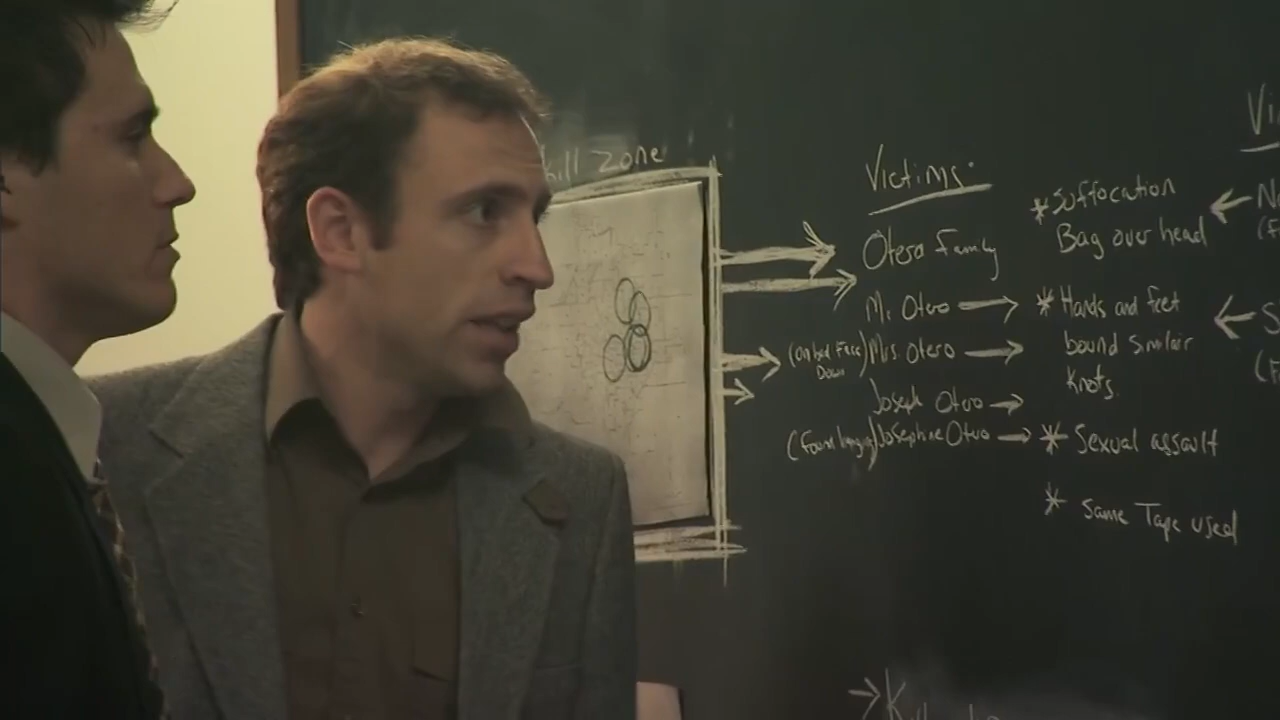 kill zone
Victims:
Otero Family
Mr Otero
(On bed Face Down) Mrs. Otero
Joseph Otero
(Found hanging) Josephine Otero
* Suffocation
Bag over head
* Hands and feet
bound similair
Knots.
* Sexual assault
* Same Tape used